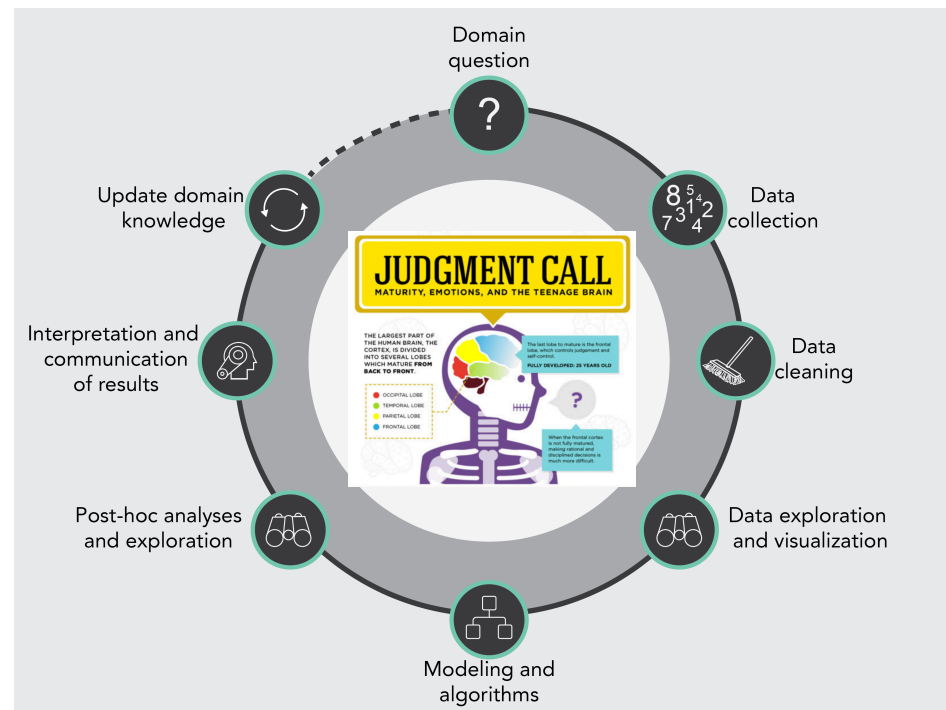 Domain
question
?
8 5 4
7 3 1 2
4
Data
collection
Data
cleaning
Data exploration
and visualization
Modeling and
algorithms
Post-hoc analyses
and exploration
Interpretation and
communication
of results
Update domain
knowledge
JUDGMENT CALL
MATURITY, EMOTIONS, AND THE TEENAGE BRAIN
THE LARGEST PART OF
THE HUMAN BRAIN, THE
CORTEX, IS DIVIDED
INTO SEVERAL LOBES
WHICH MATURE FROM
BACK TO FRONT.
OCCIPITAL LOBE
TEMPORAL LOBE
PARIETAL LOBE
FRONTAL LOBE
The last lobe to mature is the frontal
lobe, which controls judgement and
self-control.
FULLY DEVELOPED: 25 YEARS OLD
?
When the frontal cortex
is not fully matured,
making rational and
disciplined decisions is
much more difficult.